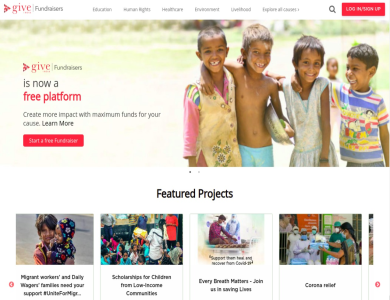 give | Fundraisers
Education Human Rights Healthcare Environment Livelihood Explore all causes
LOG IN/SIGN UP
give | Fundraisers
is now a
free platform
Create more impact with maximum funds for your
cause. Learn More
Start a free Fundraiser
Featured Projects
"Support them heal and
recover from Covid-19"
Migrant workers' and Daily
Wagers' families need your
support #UniteForMigr...
Scholarships for Children
from Low-Income
Communities
Every Breath Matters - Join
us in saving Lives
Corona relief